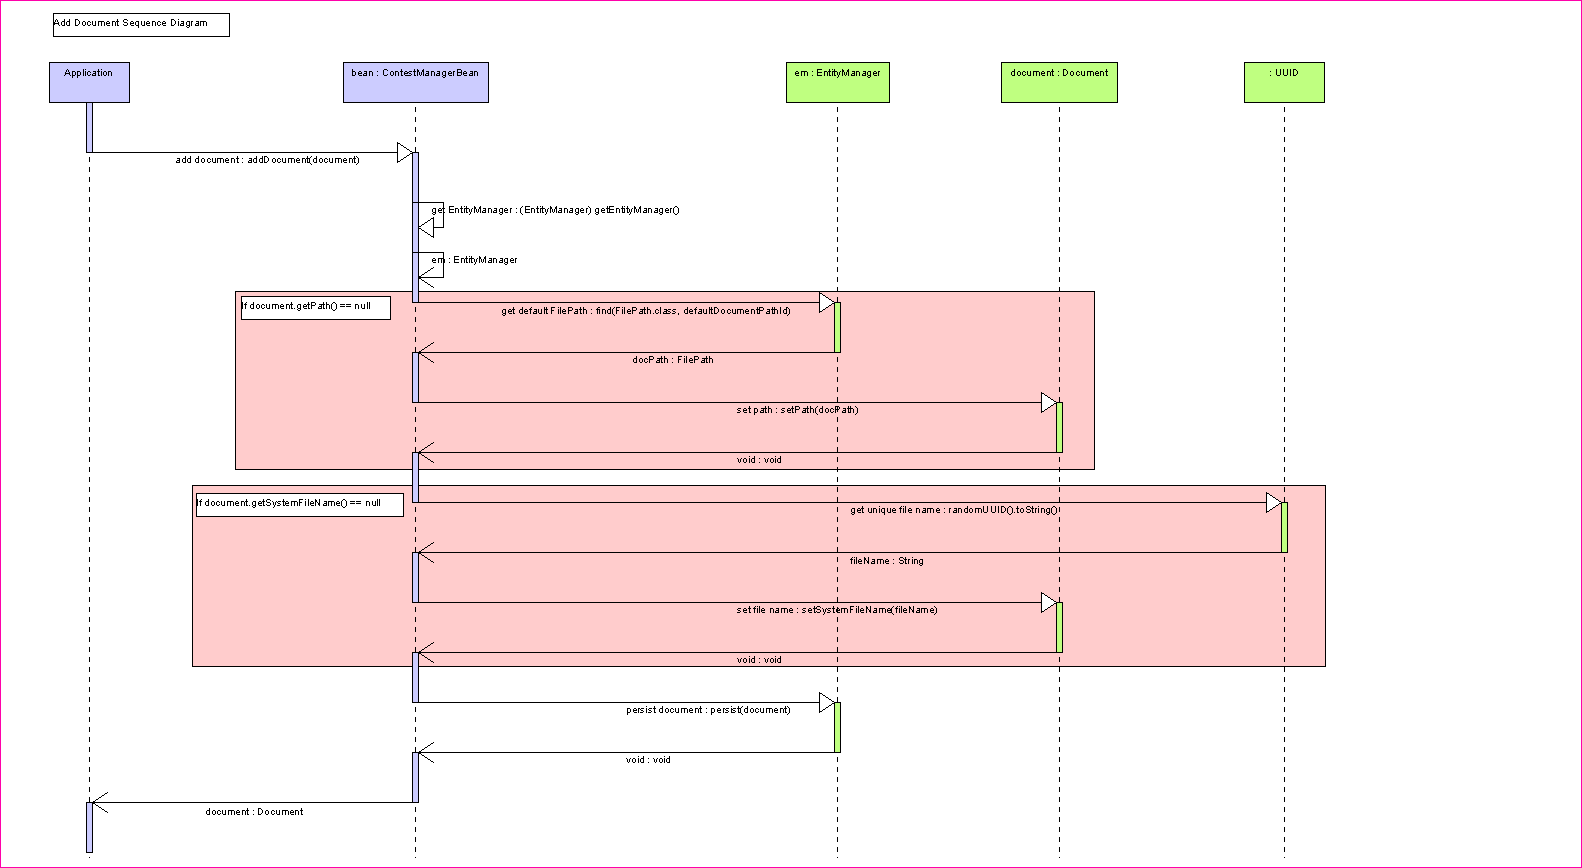 Add Document Sequence Diagram
Application
bean : ContestManagerBean
em : EntityManager
document : Document
: UUID
add document : addDocument(document)
get EntityManager : (EntityManager) getEntityManager()
em : EntityManager
If document.getPath() == null
get default FilePath : find(FilePath.class, defaultDocumentPathId)
docPath : FilePath
set path : setPath(docPath)
void : void
If document.getSystemFileName() == null
get unique file name : randomUUID().toString()
fileName : String
set file name : setSystemFileName(fileName)
void : void
persist document : persist(document)
void : void
document : Document